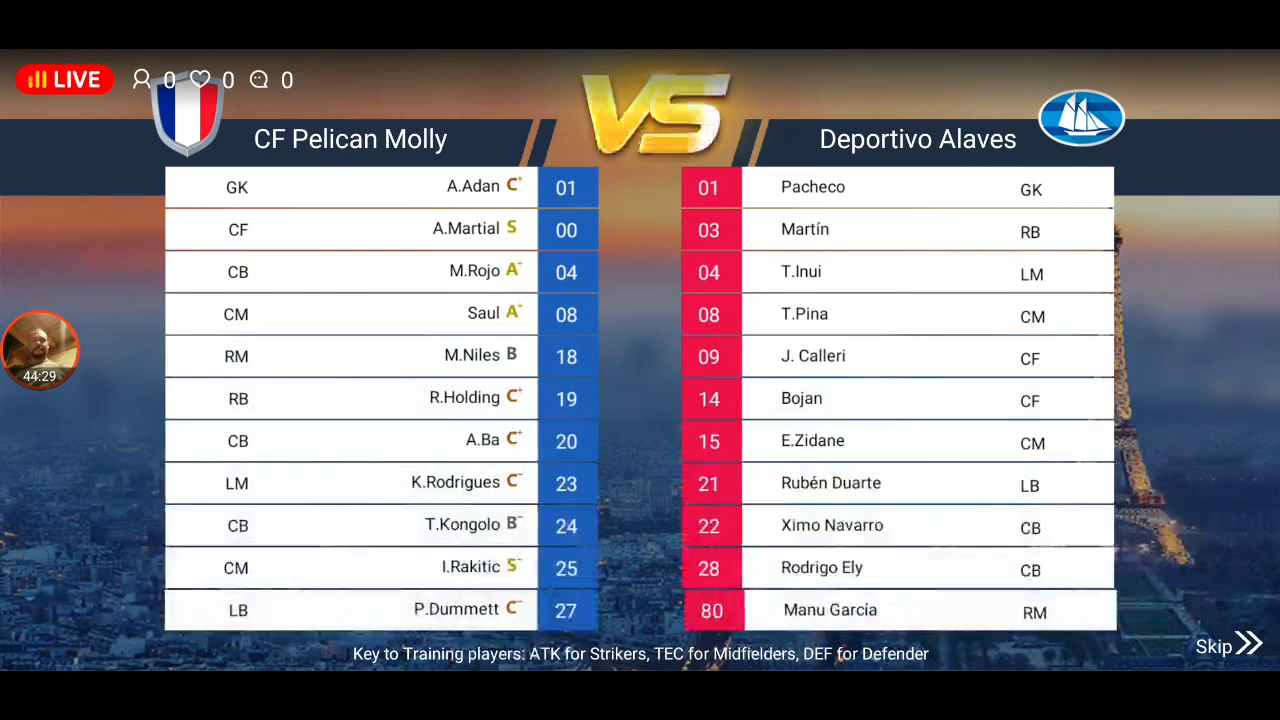 LIVE 0 0 0
VS
CF Pelican Molly Deportivo Alaves
GK A.Adan C+ 01 01 Pacheco GK
CF A.Martial S 00 03 Martín RB
CB M.Rojo A+ 04 04 T.Inui LM
CM Saul A+ 08 08 T.Pina CM
RM M.Niles B 18 09 J. Calleri CF
44:29
RB R.Holding C+ 19 14 Bojan CF
CB A.Ba C+ 20 15 E.Zidane CM
LM K.Rodrigues C- 23 21 Rubén Duarte LB
CB T.Kongolo B- 24 22 Ximo Navarro CB
CM I.Rakitic S- 25 28 Rodrigo Ely CB
LB P.Dummett C- 27 80 Manu García RM
Skip
Key to Training players: ATK for Strikers, TEC for Midfielders, DEF for Defender